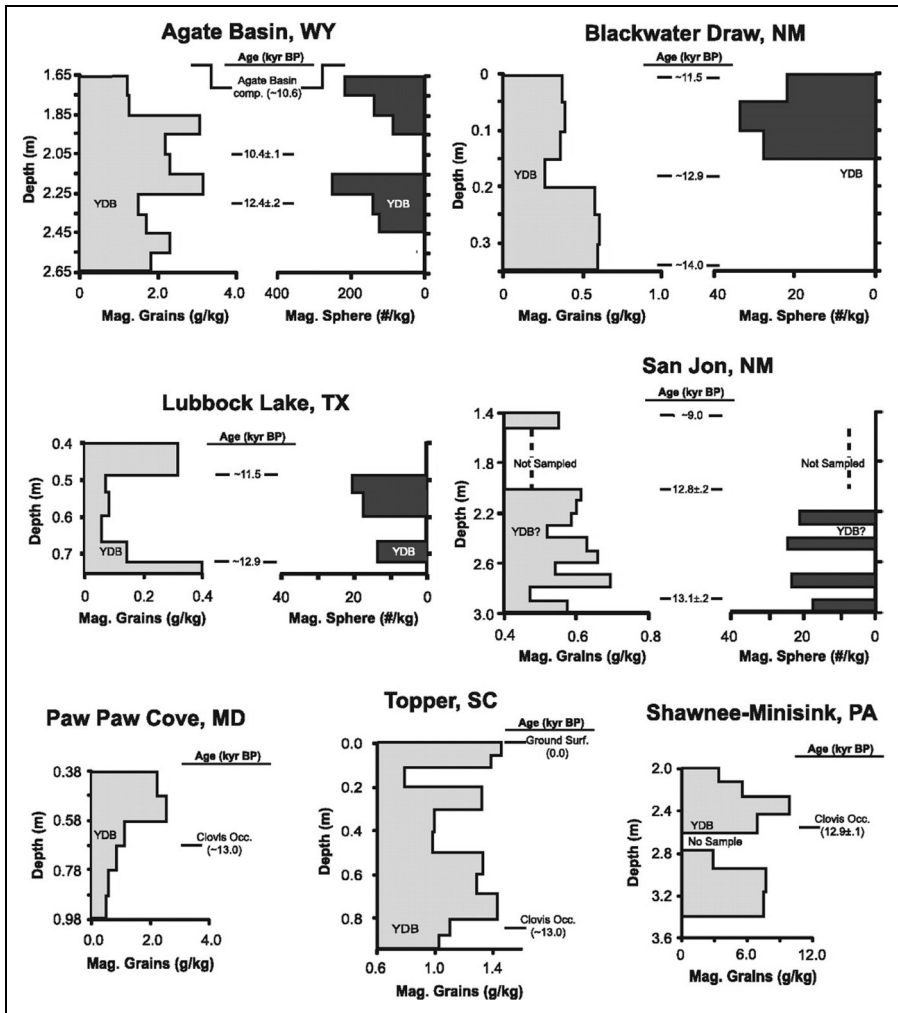 Agate Basin, WY
Age (kyr BP)
Agate Basin
comp. (~10.6)
1.65
1.85
2.05
2.25
2.45
2.65
Depth (m)
10.4±.1
12.4±.2
YDB
YDB
0
2.0
4.0
Mag. Grains (g/kg)
400
200
0
Mag. Sphere (#/kg)
Blackwater Draw, NM
Age (kyr BP)
0
0.1
0.2
0.3
Depth (m)
~11.5
~12.9
~14.0
YDB
YDB
0
0.5
1.0
Mag. Grains (g/kg)
40
20
0
Mag. Sphere (#/kg)
Lubbock Lake, TX
Age (kyr BP)
0.4
0.5
0.6
0.7
Depth (m)
~11.5
~12.9
YDB
YDB
0
0.2
0.4
Mag. Grains (g/kg)
40
20
0
Mag. Sphere (#/kg)
San Jon, NM
Age (kyr BP)
1.4
1.8
2.2
2.6
3.0
Depth (m)
~9.0
12.8±.2
13.1±.2
Not Sampled
Not Sampled
YDB?
YDB?
0.4
0.6
0.8
Mag. Grains (g/kg)
40
20
0
Mag. Sphere (#/kg)
Paw Paw Cove, MD
Age (kyr BP)
0.38
0.58
0.78
0.98
Depth (m)
YDB
Clovis Occ.
(~13.0)
0.0
2.0
4.0
Mag. Grains (g/kg)
Topper, SC
Age (kyr BP)
Ground Surf.
(0.0)
0.0
0.2
0.4
0.6
0.8
Depth (m)
YDB
Clovis Occ.
(~13.0)
0.6
1.0
1.4
Mag. Grains (g/kg)
Shawnee-Minisink, PA
Age (kyr BP)
2.0
2.4
2.8
3.2
3.6
Depth (m)
YDB
No Sample
Clovis Occ.
(12.9±.1)
0
6.0
12.0
Mag. Grains (g/kg)